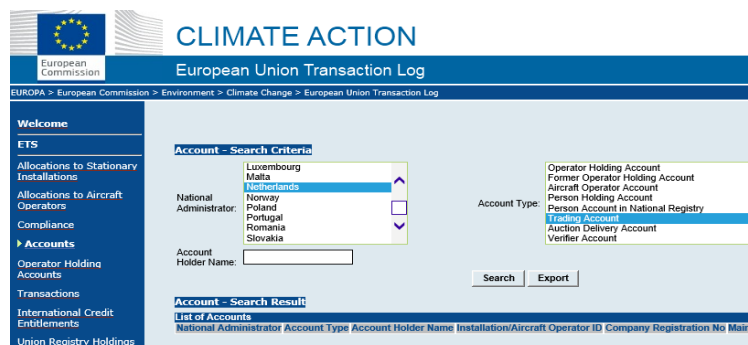 CLIMATE ACTION
European
Commission
European Union Transaction Log
EUROPA > European Commission > Environment > Climate Change > European Union Transaction Log
Welcome
ETS
Allocations to Stationary
Installations
Allocations to Aircraft
Operators
Compliance
Accounts
Operator Holding
Accounts
Transactions
International Credit
Entitlements
Union Registry Holdings
Account - Search Criteria
National
Administrator:
Luxembourg
Malta
Netherlands
Norway
Poland
Portugal
Romania
Slovakia
Account Type:
Operator Holding Account
Former Operator Holding Account
Aircraft Operator Account
Person Holding Account
Person Account in National Registry
Trading Account
Auction Delivery Account
Verifier Account
Account
Holder Name:
Search Export
Account - Search Result
List of Accounts
National Administrator Account Type Account Holder Name Installation/Aircraft Operator ID Company Registration No